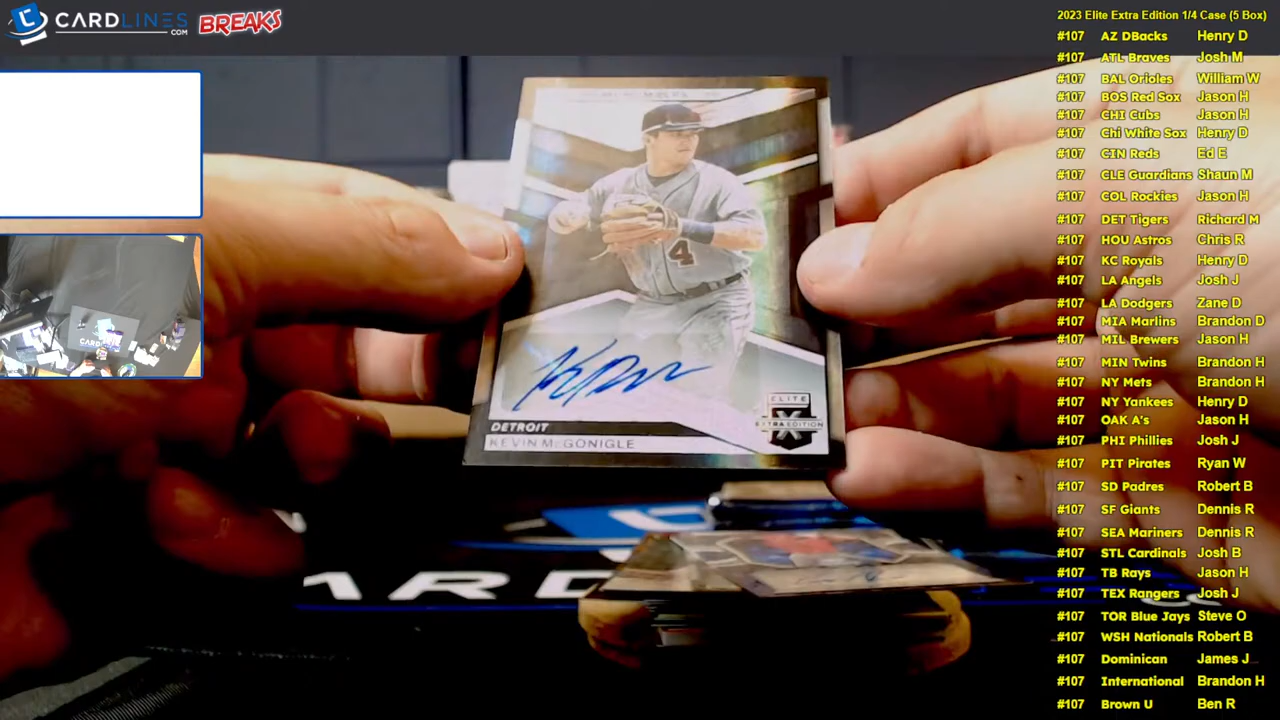 CARDLINES
.COM
BREAKS
2023 Elite Extra Edition 1/4 Case (5 Box)
#107 AZ DBacks Henry D
#107 ATL Braves Josh M
#107 BAL Orioles William W
#107 BOS Red Sox Jason H
#107 CHI Cubs Jason H
#107 Chi White Sox Henry D
#107 CIN Reds Ed E
#107 CLE Guardians Shaun M
#107 COL Rockies Jason H
#107 DET Tigers Richard M
#107 HOU Astros Chris R
#107 KC Royals Henry D
#107 LA Angels Josh J
#107 LA Dodgers Zane D
#107 MIA Marlins Brandon D
#107 MIL Brewers Jason H
#107 MIN Twins Brandon H
#107 NY Mets Brandon H
#107 NY Yankees Henry D
#107 OAK A's Jason H
#107 PHI Phillies Josh J
#107 PIT Pirates Ryan W
#107 SD Padres Robert B
#107 SF Giants Dennis R
#107 SEA Mariners Dennis R
#107 STL Cardinals Josh B
#107 TB Rays Jason H
#107 TEX Rangers Josh J
#107 TOR Blue Jays Steve O
#107 WSH Nationals Robert B
#107 Dominican James J
#107 International Brandon H
#107 Brown U Ben R
4
DETROIT
KEVIN McGONIGLE
ELITE
X
EXTRA EDITION
ARD